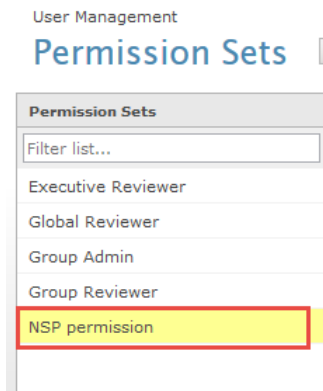 User Management
Permission Sets
Permission Sets
Filter list...
Executive Reviewer
Global Reviewer
Group Admin
Group Reviewer
NSP permission